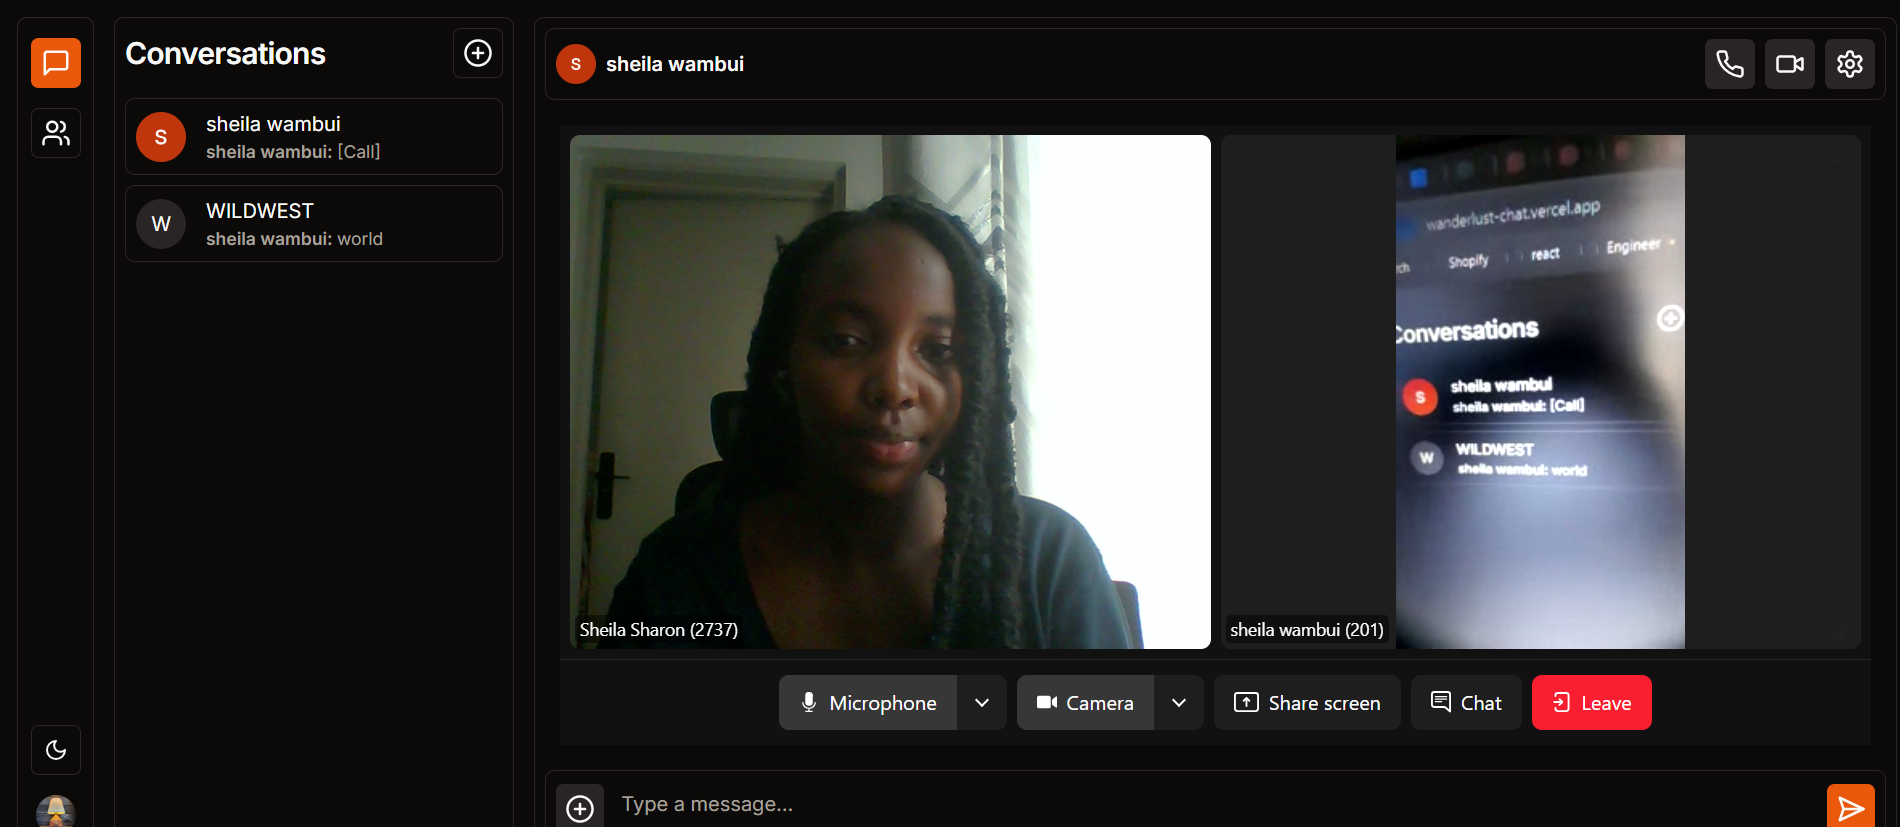 Conversations
S
sheila wambui
sheila wambui: [Call]
W
WILDWEST
sheila wambui: world
S
sheila wambui
Sheila Sharon (2737)
wanderlust-chat.vercel.app
Shopify
react
Engineer
Conversations
S
sheila wambui
sheila wambui: [Call]
W
WILDWEST
sheila wambui: world
sheila wambui (201)
Microphone
Camera
Share screen
Chat
Leave
Type a message...